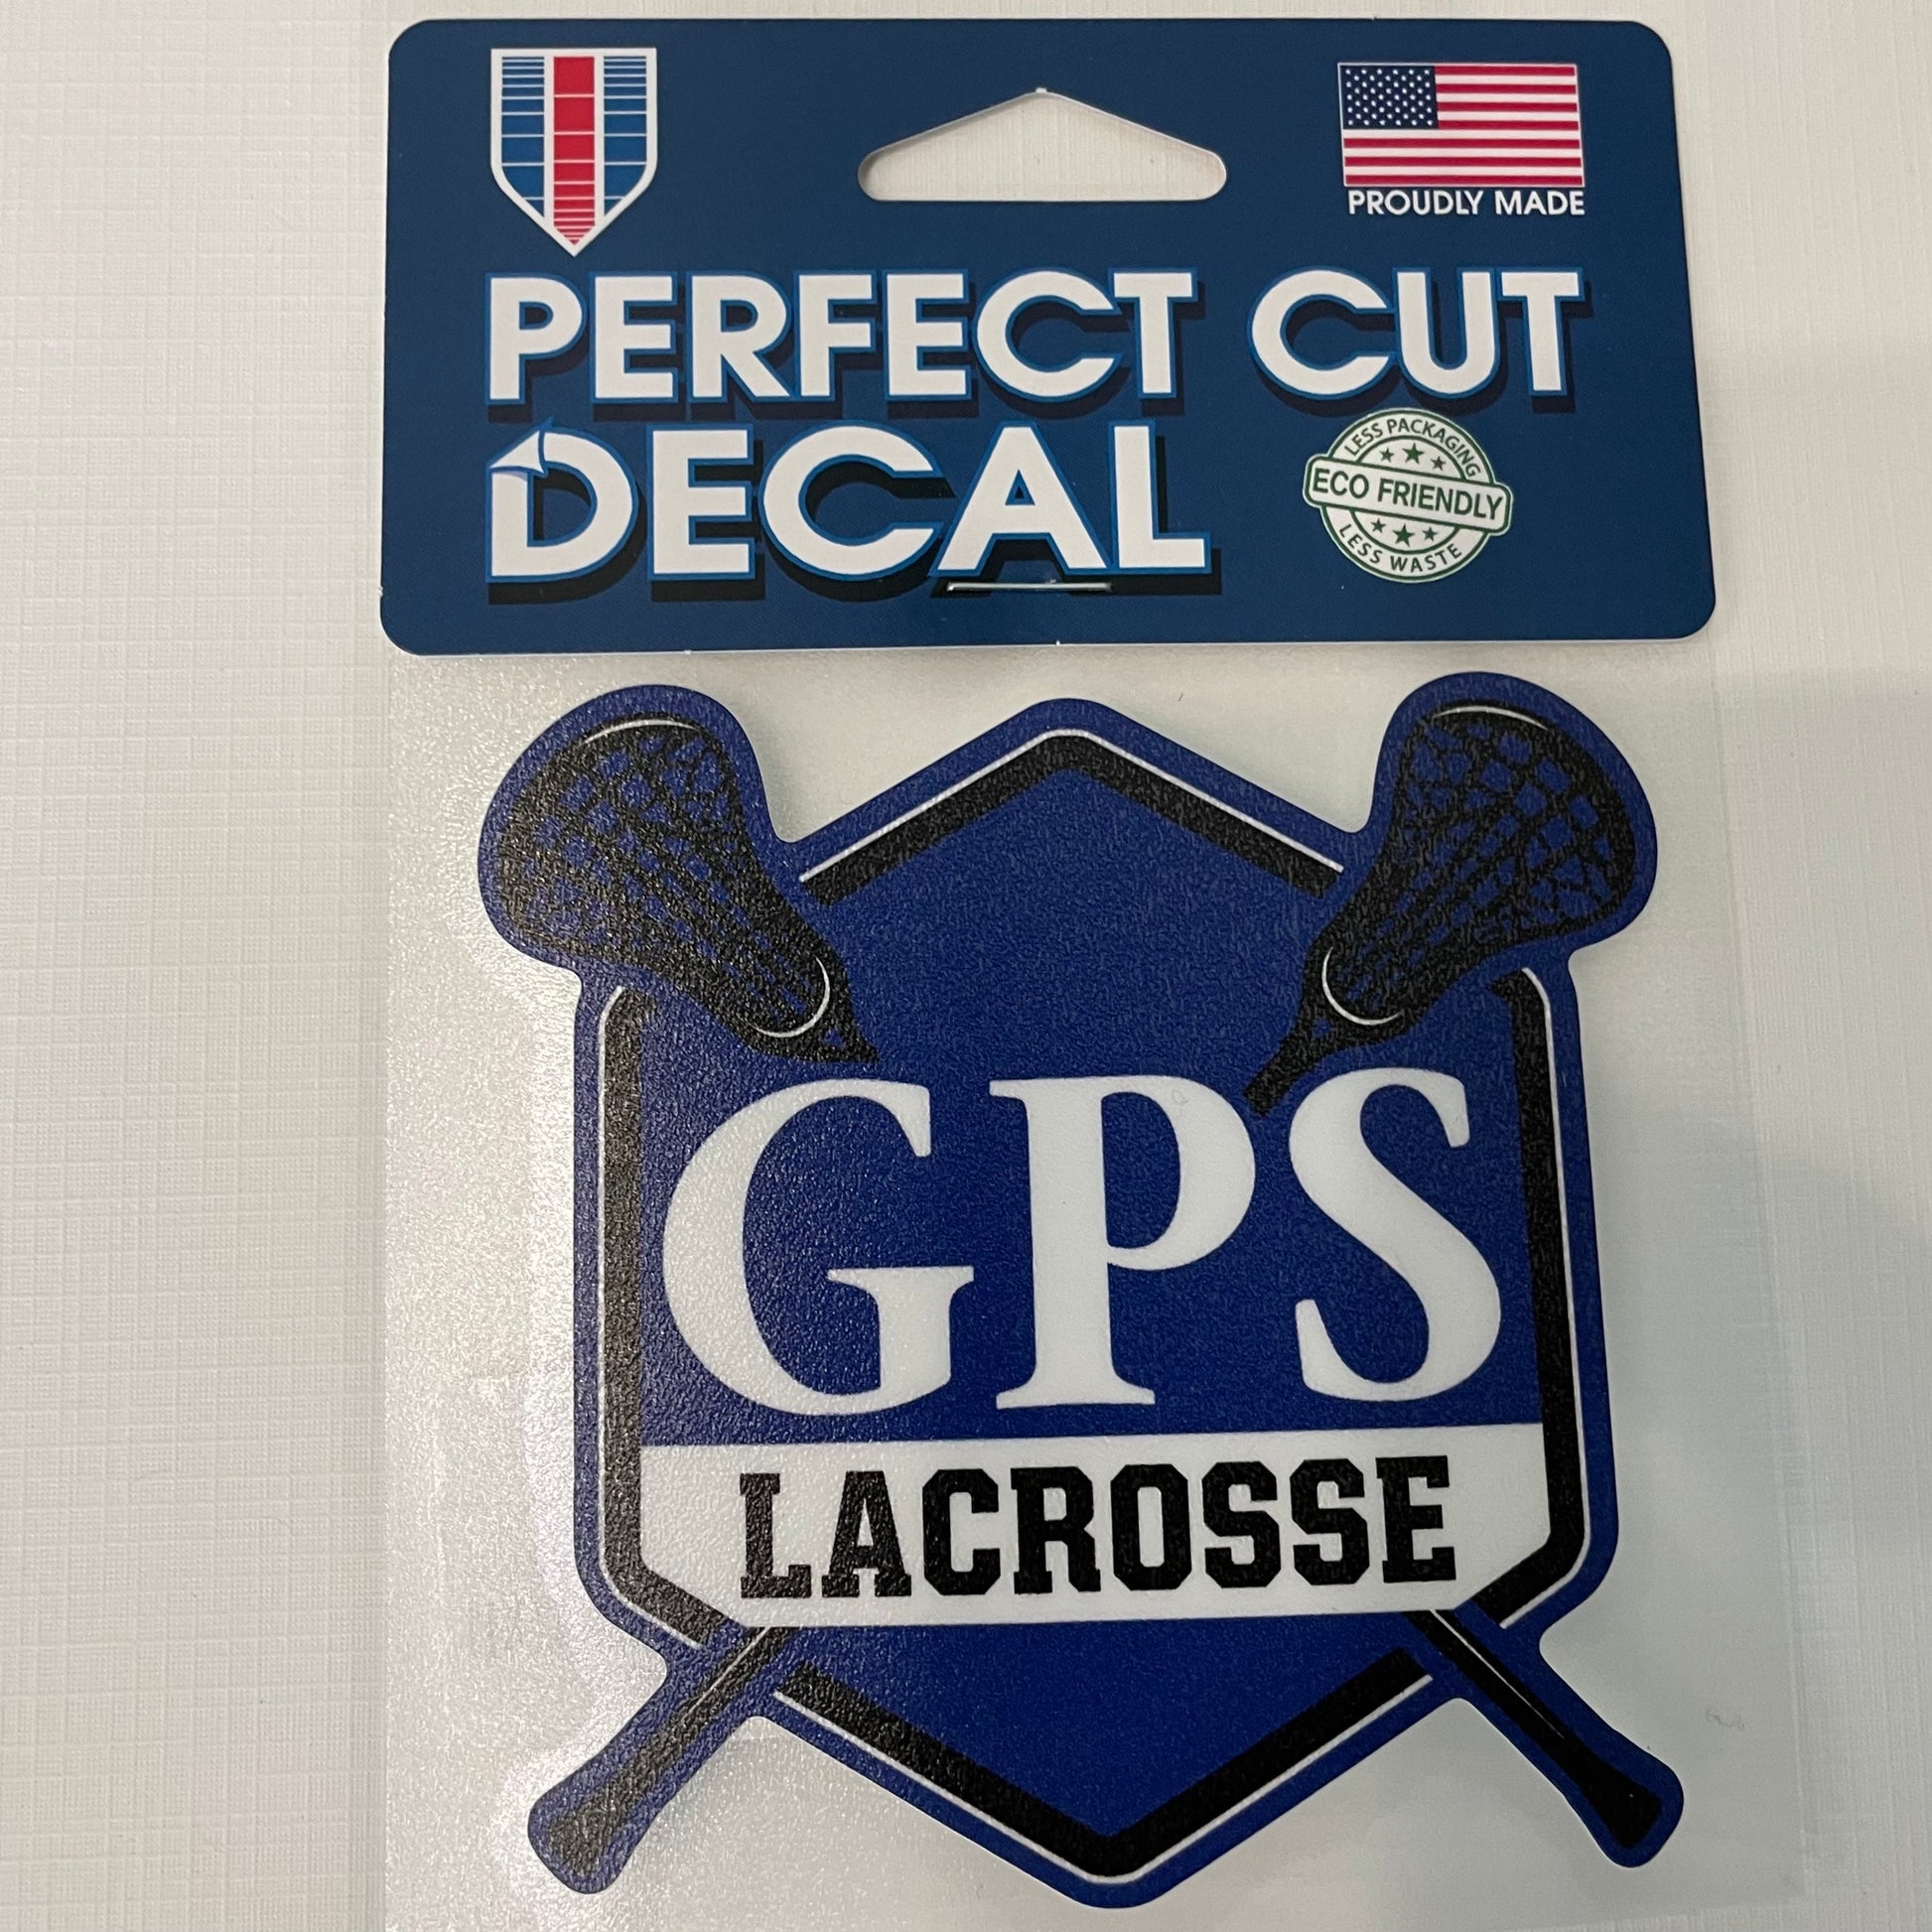 PROUDLY MADE
PERFECT CUT
DECAL
LESS PACKAGING
ECO FRIENDLY
LESS WASTE
GPS
LACROSSE